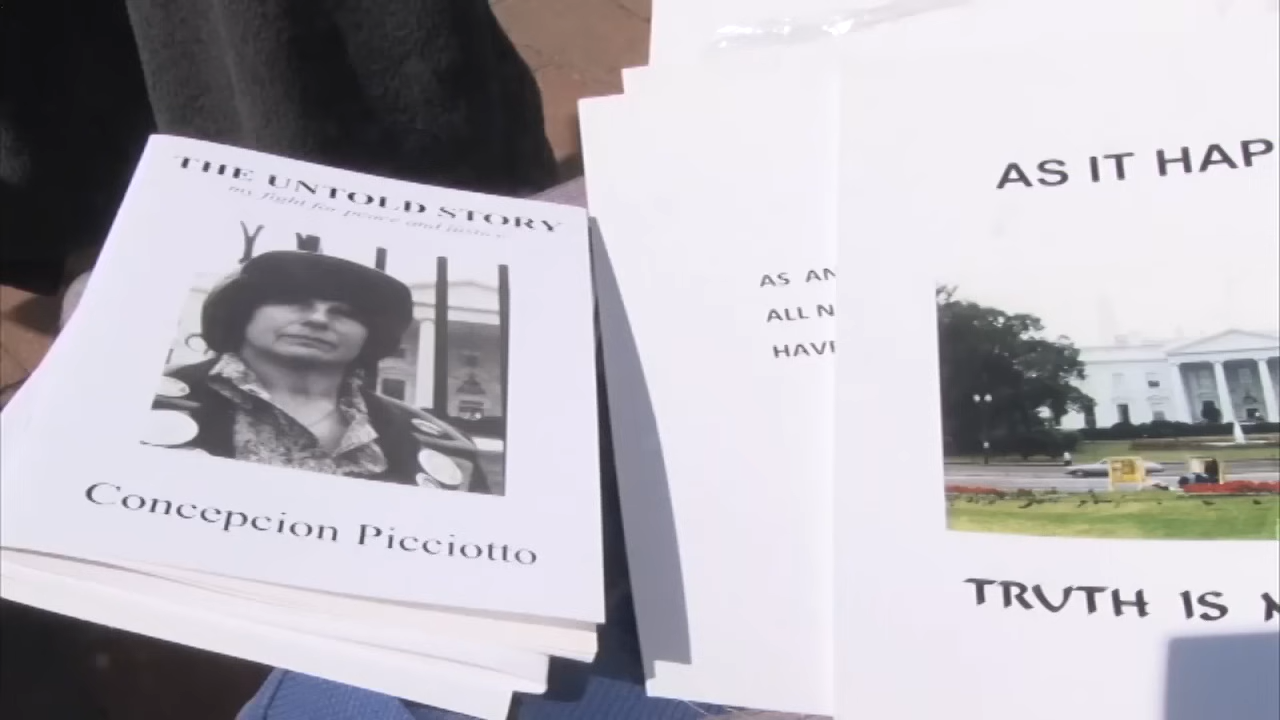 THE UNTOLD STORY
my fight for peace and justice
Concepcion Picciotto
AS AN
ALL N
HAVE
AS IT HAP
TRUTH IS